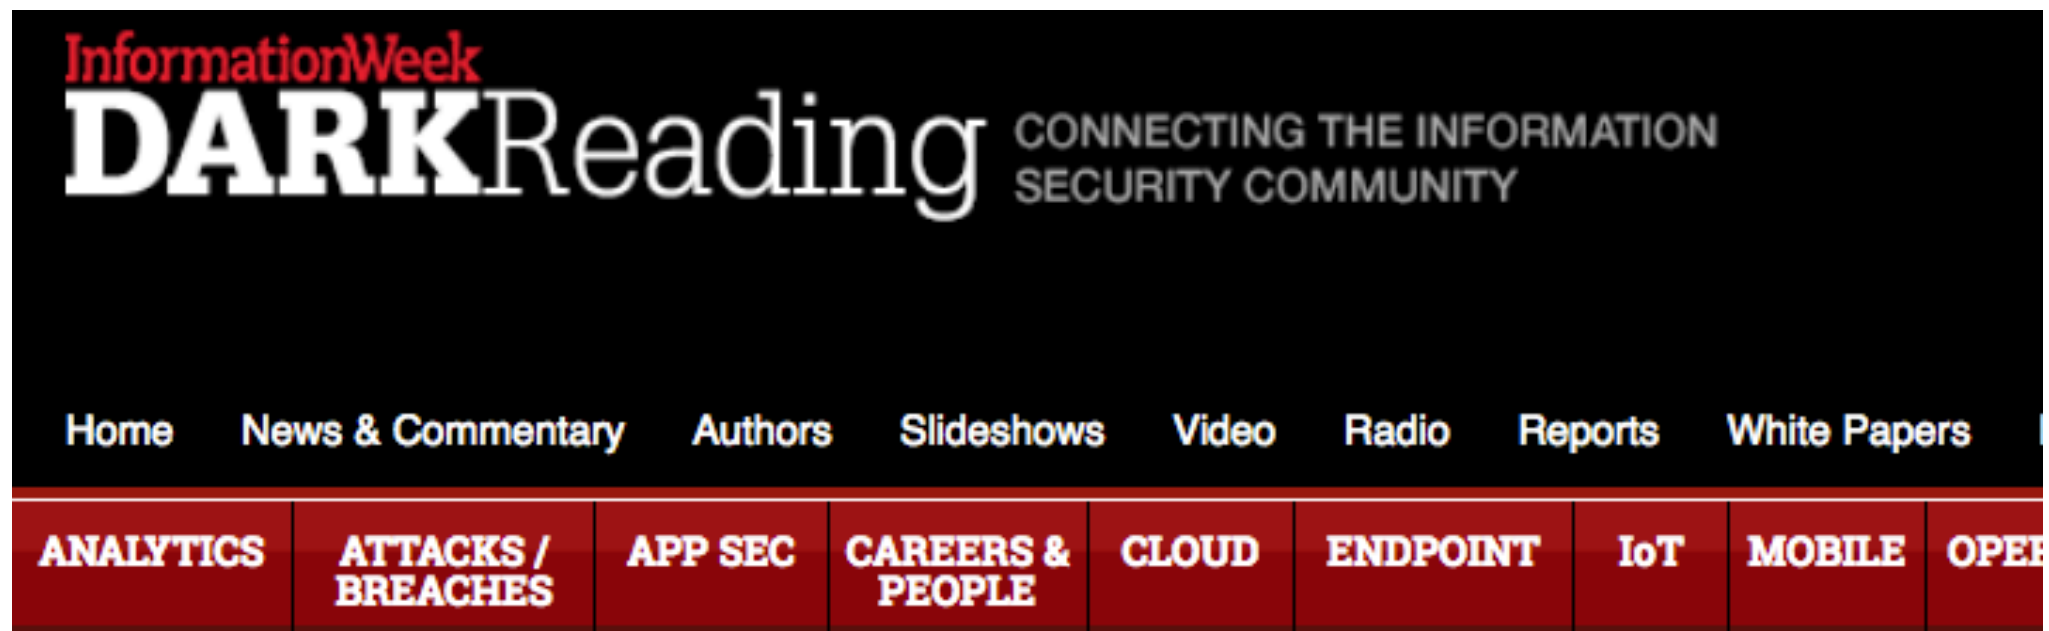 InformationWeek
DARKReading
CONNECTING THE INFORMATION
SECURITY COMMUNITY
Home News & Commentary Authors Slideshows Video Radio Reports White Papers
ANALYTICS ATTACKS / APP SEC CAREERS & CLOUD ENDPOINT IoT MOBILE
BREACHES PEOPLE